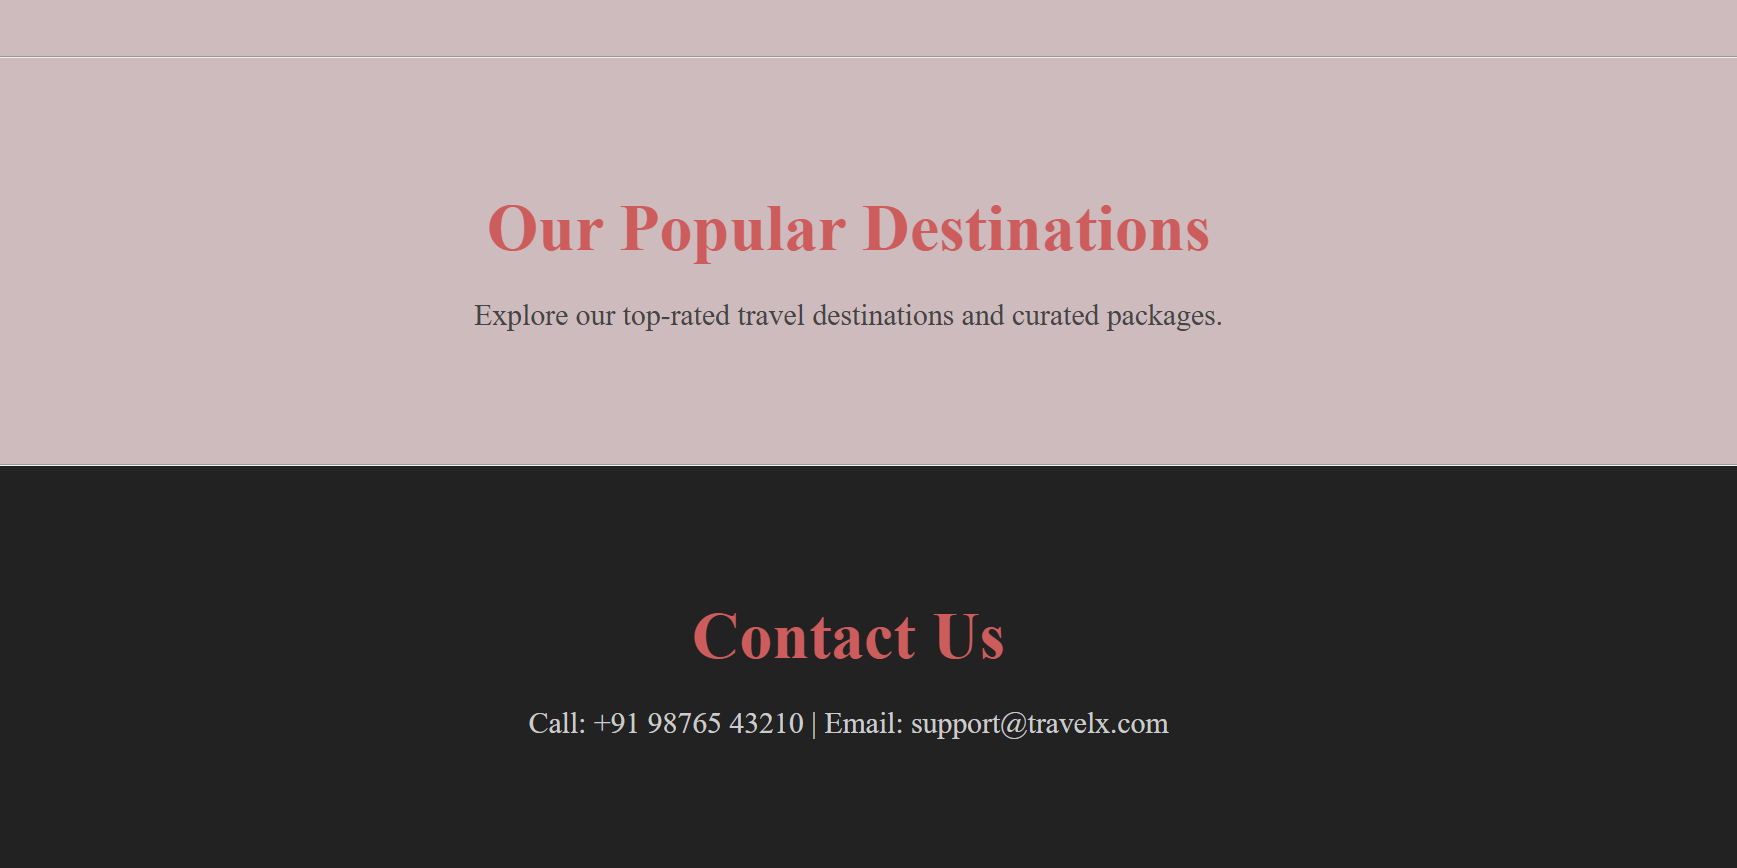 Our Popular Destinations
Explore our top-rated travel destinations and curated packages.
Contact Us
Call: +91 98765 43210 | Email: support@travelx.com